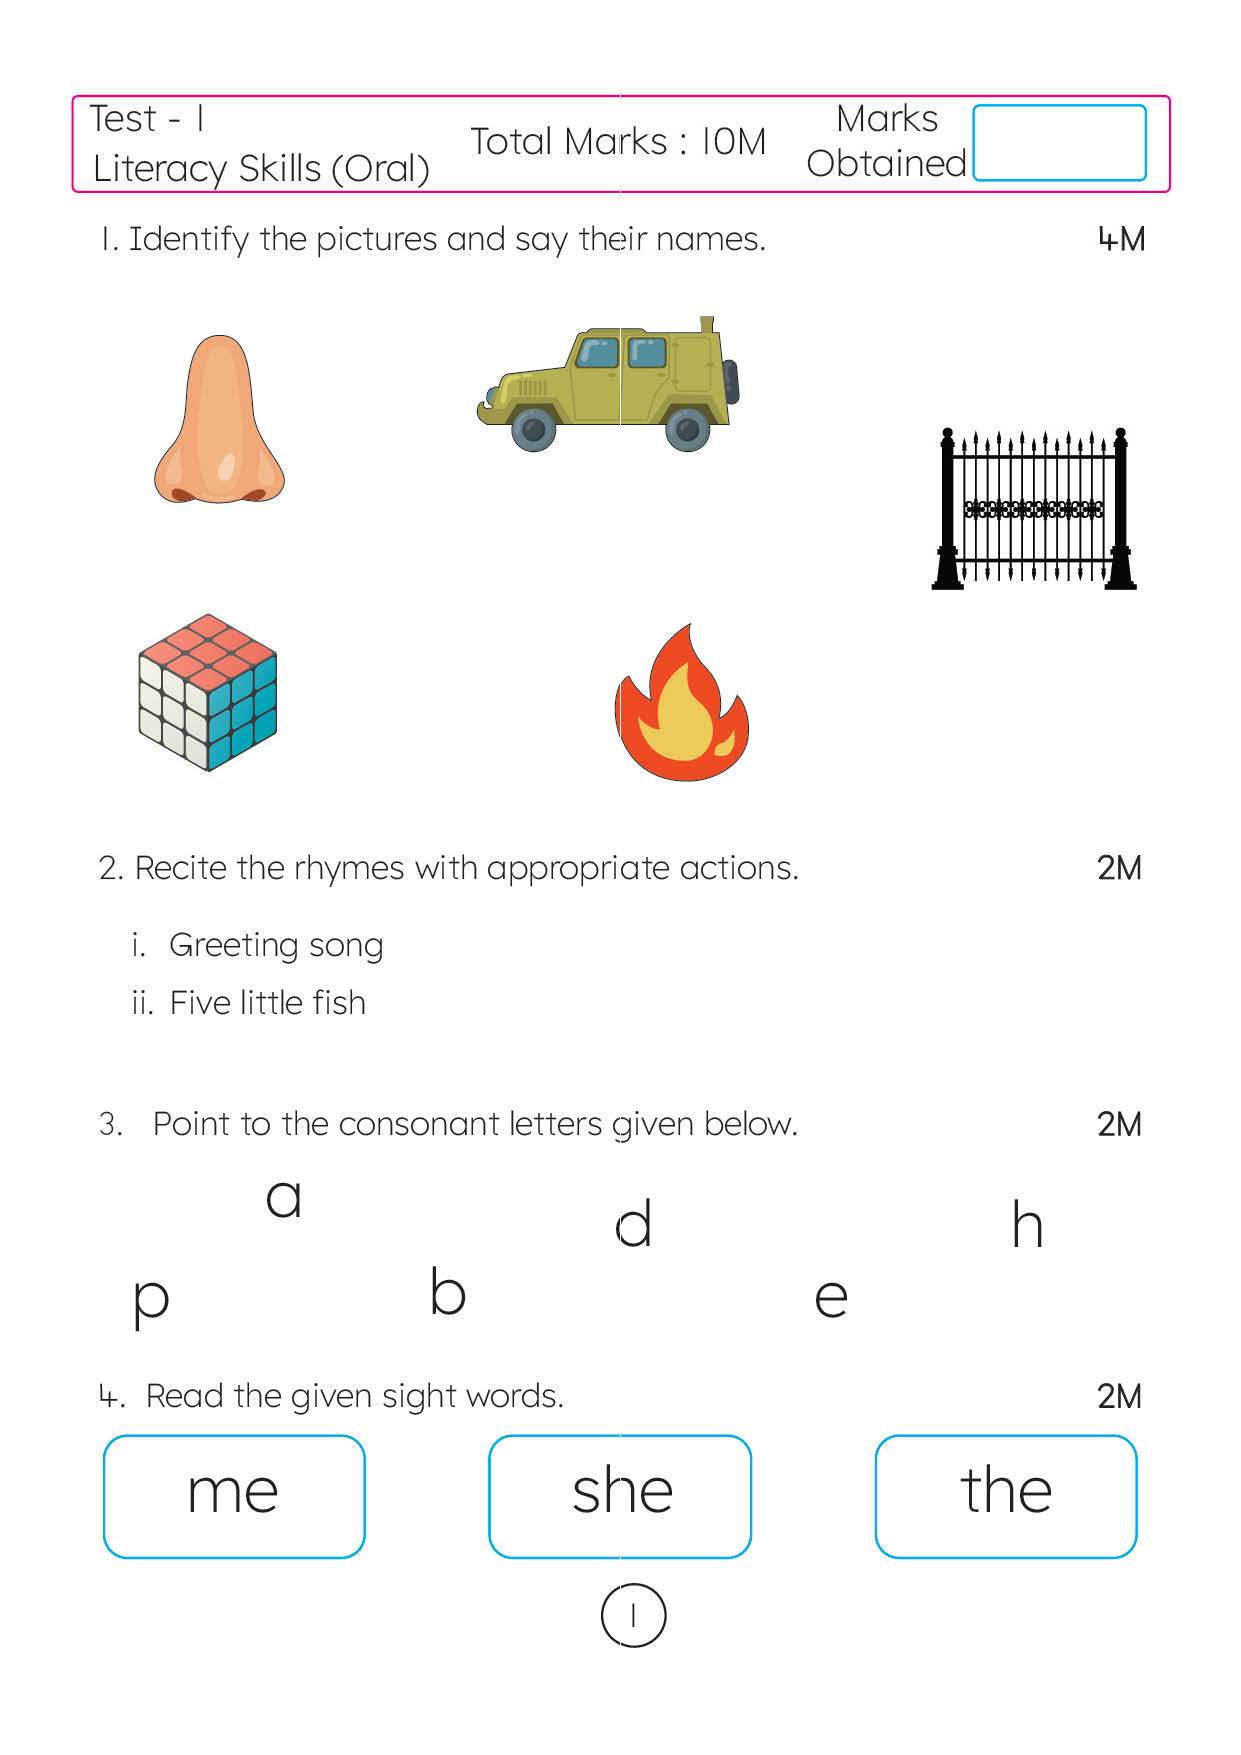 Test - 1
Literacy Skills (Oral)
Total Marks : 10M
Marks
Obtained
1. Identify the pictures and say their names. 4M
2. Recite the rhymes with appropriate actions. 2M
i. Greeting song
ii. Five little fish
3. Point to the consonant letters given below. 2M
a d h
p b e
4. Read the given sight words. 2M
me she the
1